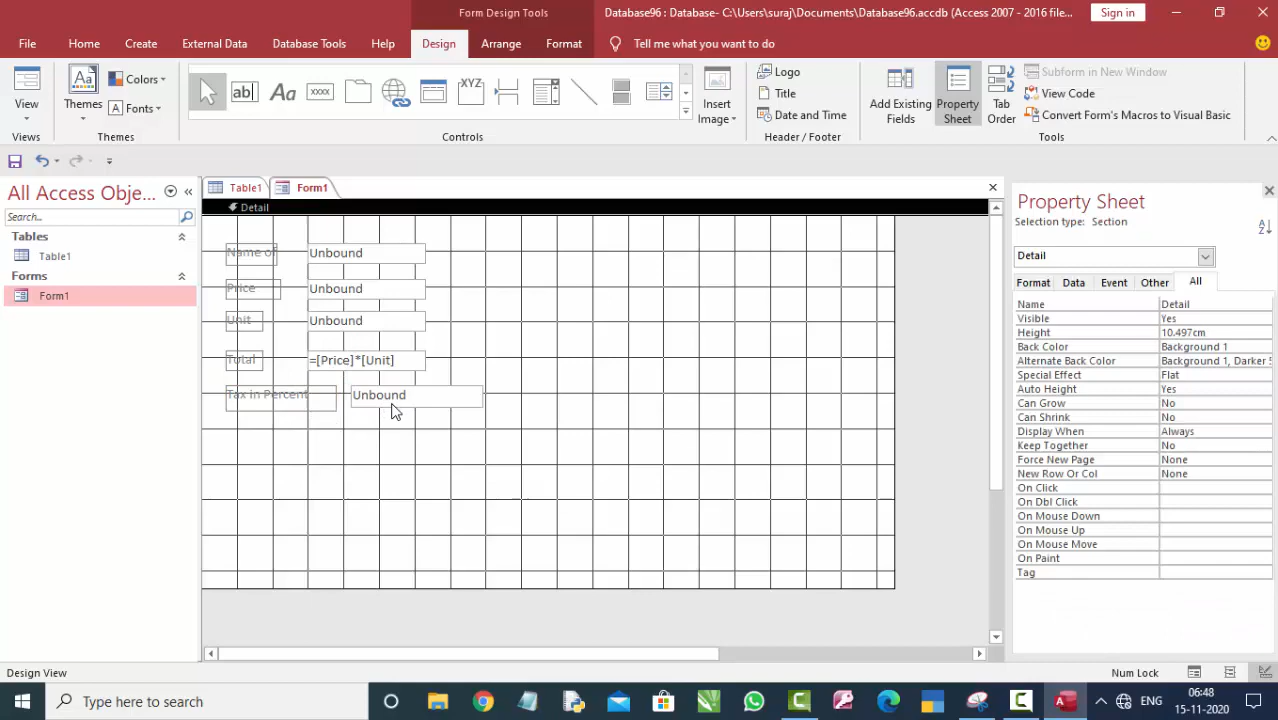 Form Design Tools
Database96 : Database- C:\Users\suraj\Documents\Database96.accdb (Access 2007 - 2016 file...
Sign in
File Home Create External Data Database Tools Help Design Arrange Format Tell me what you want to do
View
Views
Aa
Themes
Colors
Fonts
Themes
ab|
Aa
xxxx
XYZ
Controls
Insert
Image
Logo
Title
Date and Time
Header / Footer
Add Existing
Fields
Property
Sheet
Tab
Order
Subform in New Window
View Code
Convert Form's Macros to Visual Basic
Tools
All Access Obje...
Search...
Tables
Table1
Forms
Form1
Table1 Form1
Detail
Name of Unbound
Price Unbound
Unit Unbound
Total =[Price]*[Unit]
Tax in Percent Unbound
Property Sheet
Selection type: Section
Detail
Format Data Event Other All
Name Detail
Visible Yes
Height 10.497cm
Back Color Background 1
Alternate Back Color Background 1, Darker 5
Special Effect Flat
Auto Height Yes
Can Grow No
Can Shrink No
Display When Always
Keep Together No
Force New Page None
New Row Or Col None
On Click
On Dbl Click
On Mouse Down
On Mouse Up
On Mouse Move
On Paint
Tag
Design View
Num Lock
Type here to search
ENG
06:48
15-11-2020